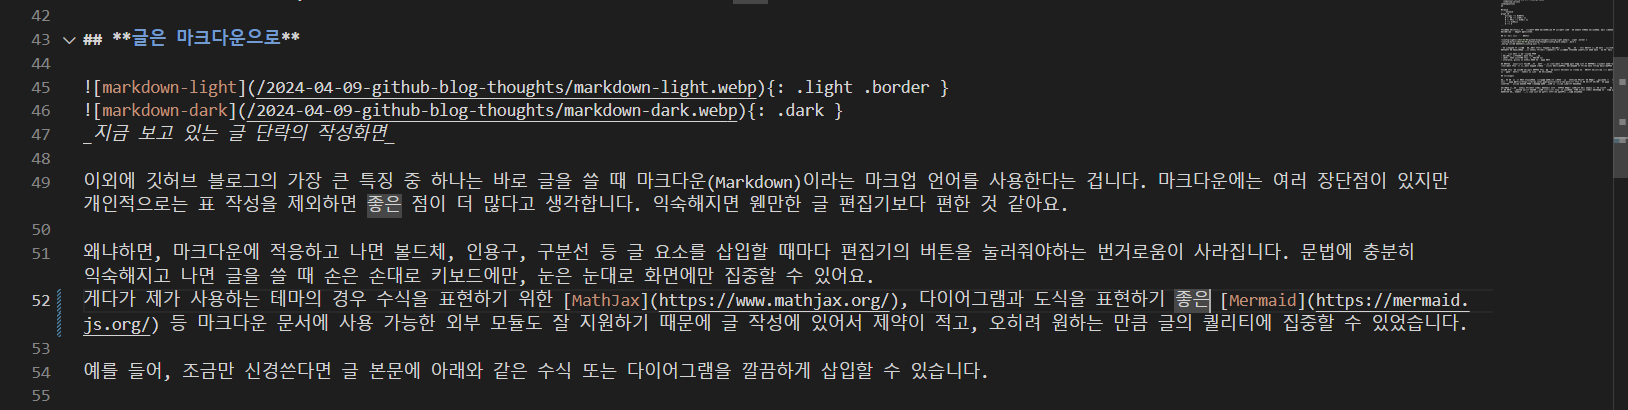 42
43 ## **글은 마크다운으로**
44
45 ![markdown-light](/2024-04-09-github-blog-thoughts/markdown-light.webp){: .light .border }
46 ![markdown-dark](/2024-04-09-github-blog-thoughts/markdown-dark.webp){: .dark }
47 _지금 보고 있는 글 단락의 작성화면_
48
49 이외에 깃허브 블로그의 가장 큰 특징 중 하나는 바로 글을 쓸 때 마크다운(Markdown)이라는 마크업 언어를 사용한다는 겁니다. 마크다운에는 여러 장단점이 있지만
개인적으로는 표 작성을 제외하면 좋은 점이 더 많다고 생각합니다. 익숙해지면 웬만한 글 편집기보다 편한 것 같아요.
50
51 왜냐하면, 마크다운에 적응하고 나면 볼드체, 인용구, 구분선 등 글 요소를 삽입할 때마다 편집기의 버튼을 눌러줘야하는 번거로움이 사라집니다. 문법에 충분히
익숙해지고 나면 글을 쓸 때 손은 손대로 키보드에만, 눈은 눈대로 화면에만 집중할 수 있어요.
52 게다가 제가 사용하는 테마의 경우 수식을 표현하기 위한 [MathJax](https://www.mathjax.org/), 다이어그램과 도식을 표현하기 좋은 [Mermaid](https://mermaid.
js.org/) 등 마크다운 문서에 사용 가능한 외부 모듈도 잘 지원하기 때문에 글 작성에 있어서 제약이 적고, 오히려 원하는 만큼 글의 퀄리티에 집중할 수 있었습니다.
53
54 예를 들어, 조금만 신경쓴다면 글 본문에 아래와 같은 수식 또는 다이어그램을 깔끔하게 삽입할 수 있습니다.
55